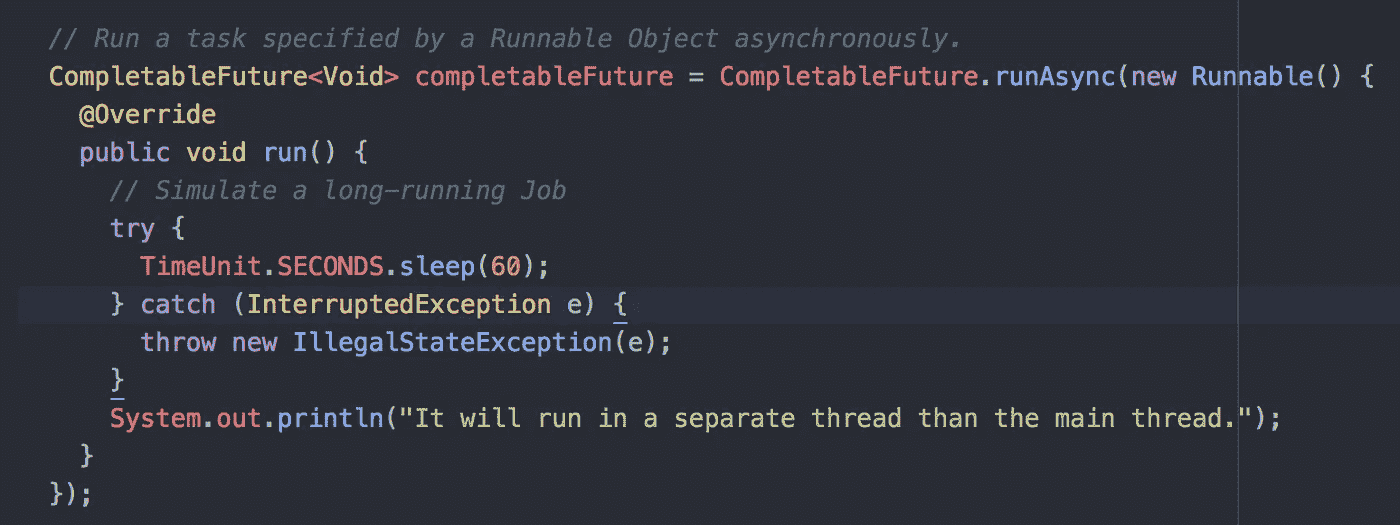 // Run a task specified by a Runnable Object asynchronously.
CompletableFuture<Void> completableFuture = CompletableFuture.runAsync(new Runnable() {
  @Override
  public void run() {
    // Simulate a long-running Job
    try {
      TimeUnit.SECONDS.sleep(60);
    } catch (InterruptedException e) {
      throw new IllegalStateException(e);
    }
    System.out.println("It will run in a separate thread than the main thread.");
  }
});